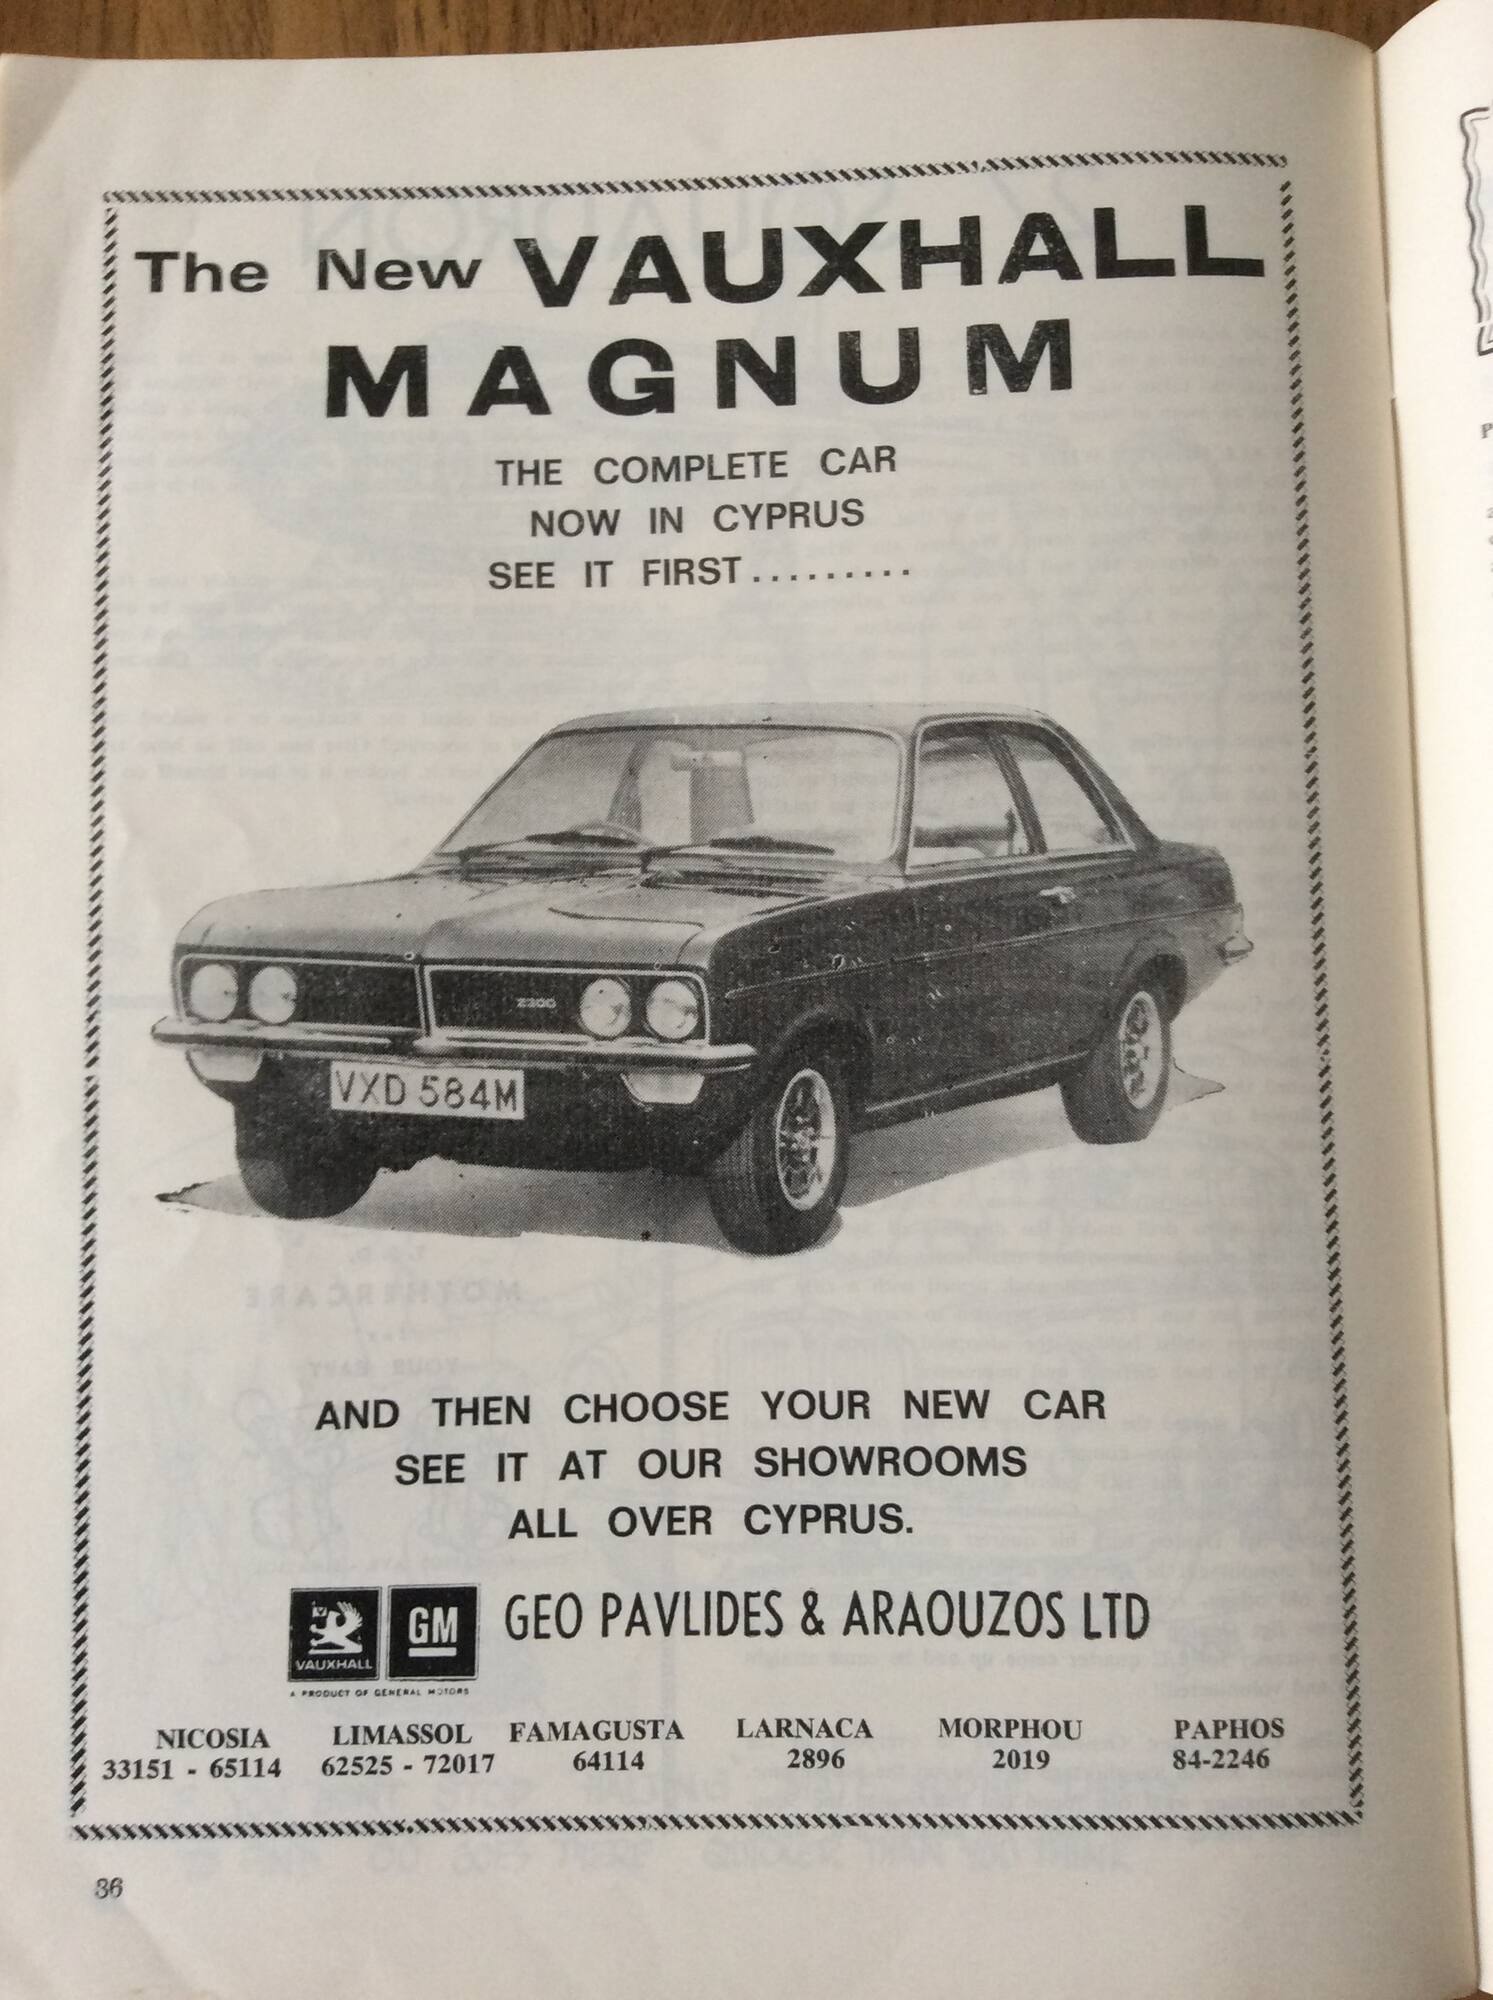 The New VAUXHALL
MAGNUM
THE COMPLETE CAR
NOW IN CYPRUS
SEE IT FIRST.........
2300
VXD 584M
AND THEN CHOOSE YOUR NEW CAR
SEE IT AT OUR SHOWROOMS
ALL OVER CYPRUS.
VAUXHALL
GM
GEO PAVLIDES & ARAOUZOS LTD
A PRODUCT OF GENERAL MOTORS
NICOSIA LIMASSOL FAMAGUSTA LARNACA MORPHOU PAPHOS
33151 - 65114 62525 - 72017 64114 2896 2019 84-2246
36